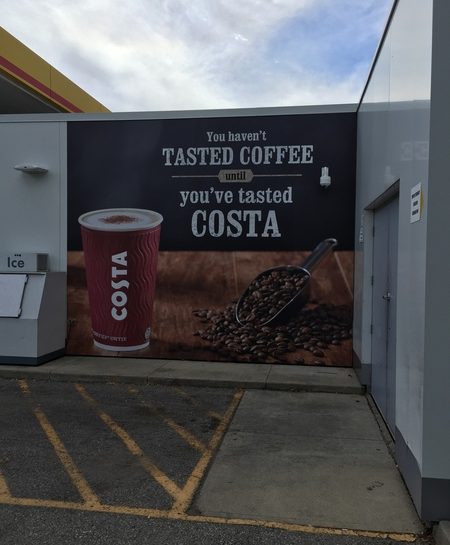 You haven't
TASTED COFFEE
until
you've tasted
COSTA
COSTA
Ice